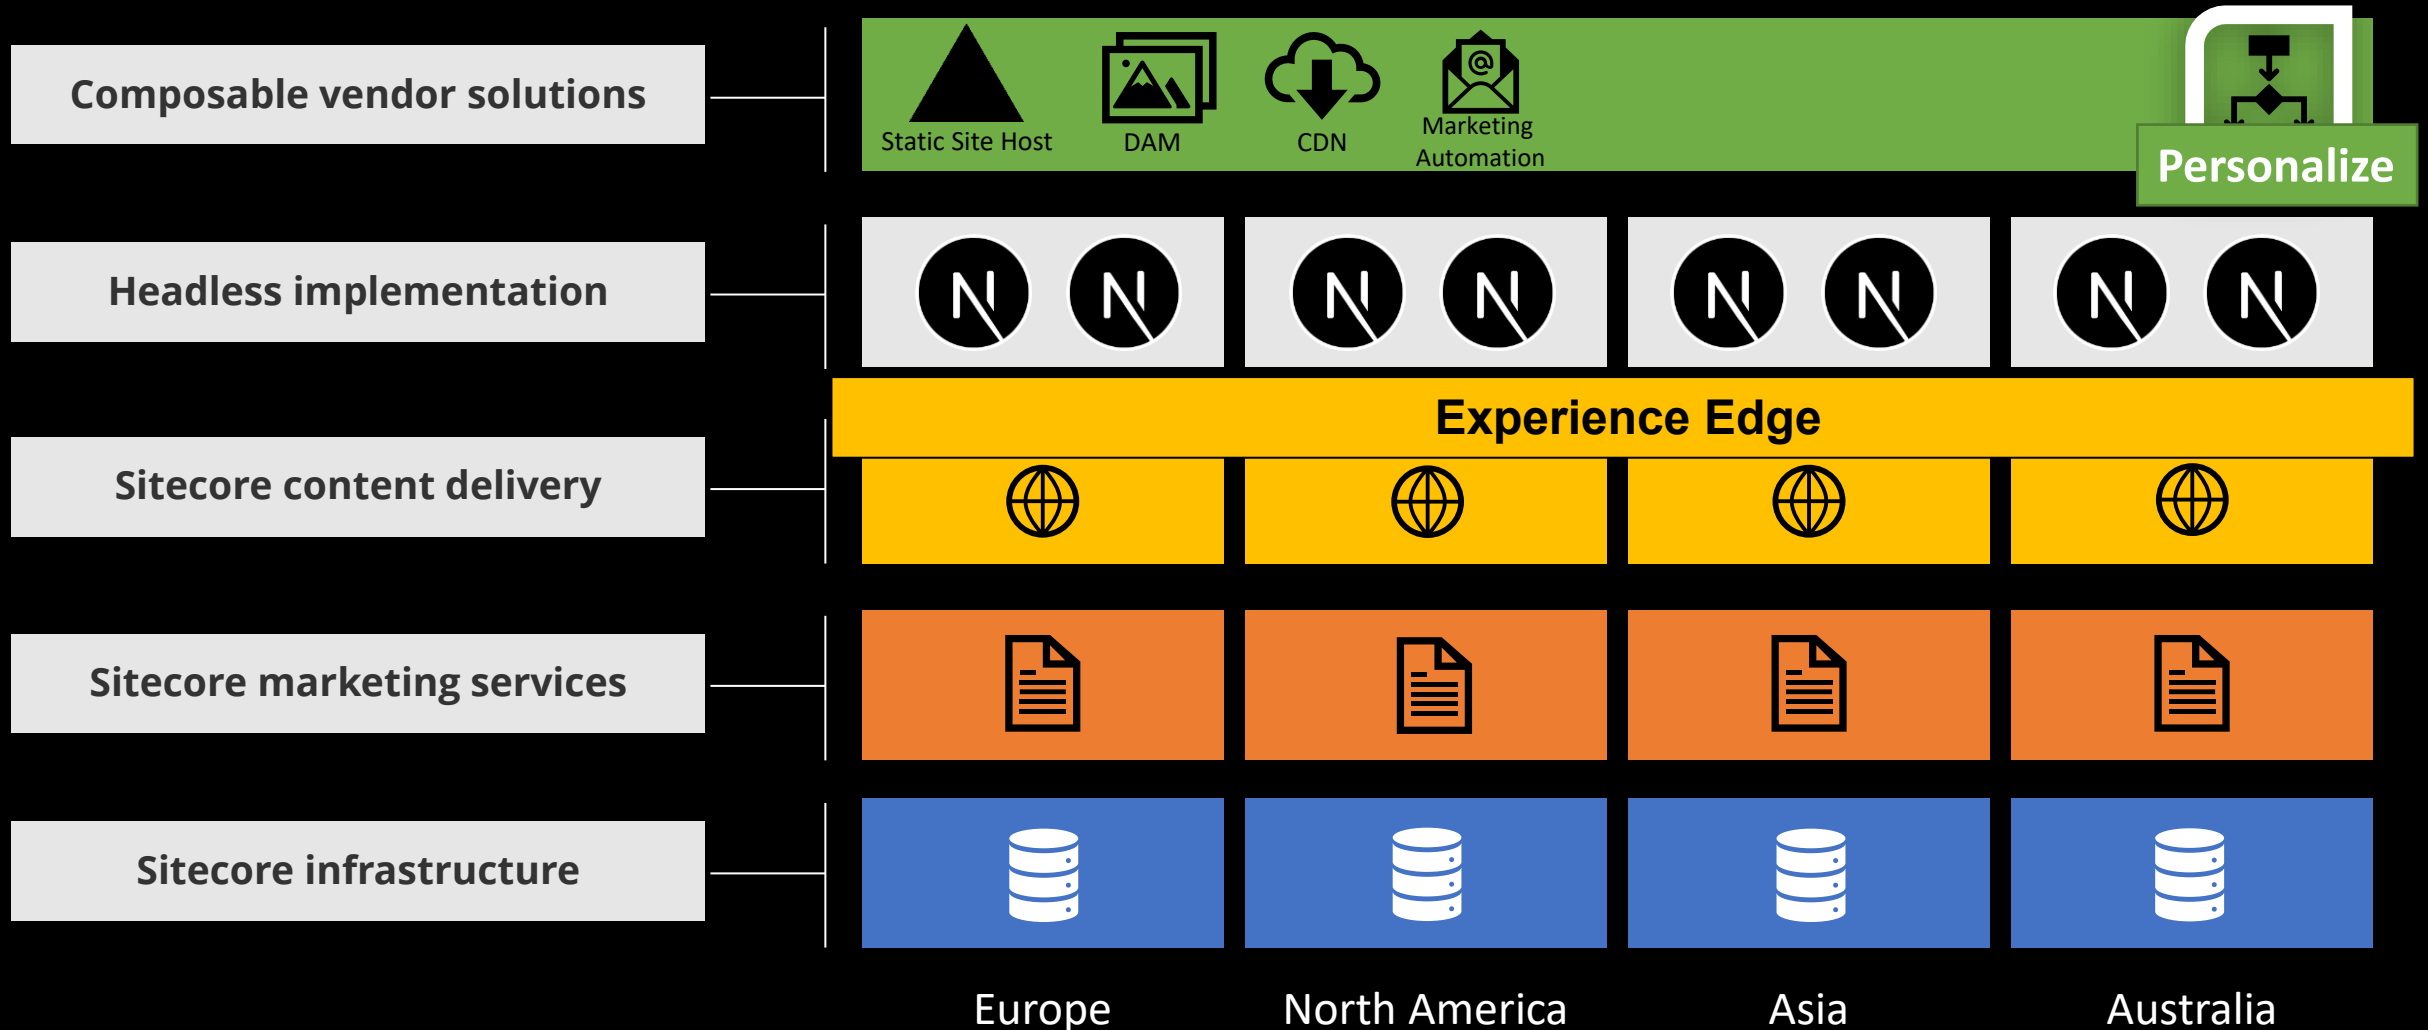 Composable vendor solutions
Static Site Host
DAM
CDN
Marketing
Automation
Personalize
Headless implementation
N N N N N N N N
Experience Edge
Sitecore content delivery
Sitecore marketing services
Sitecore infrastructure
Europe
North America
Asia
Australia